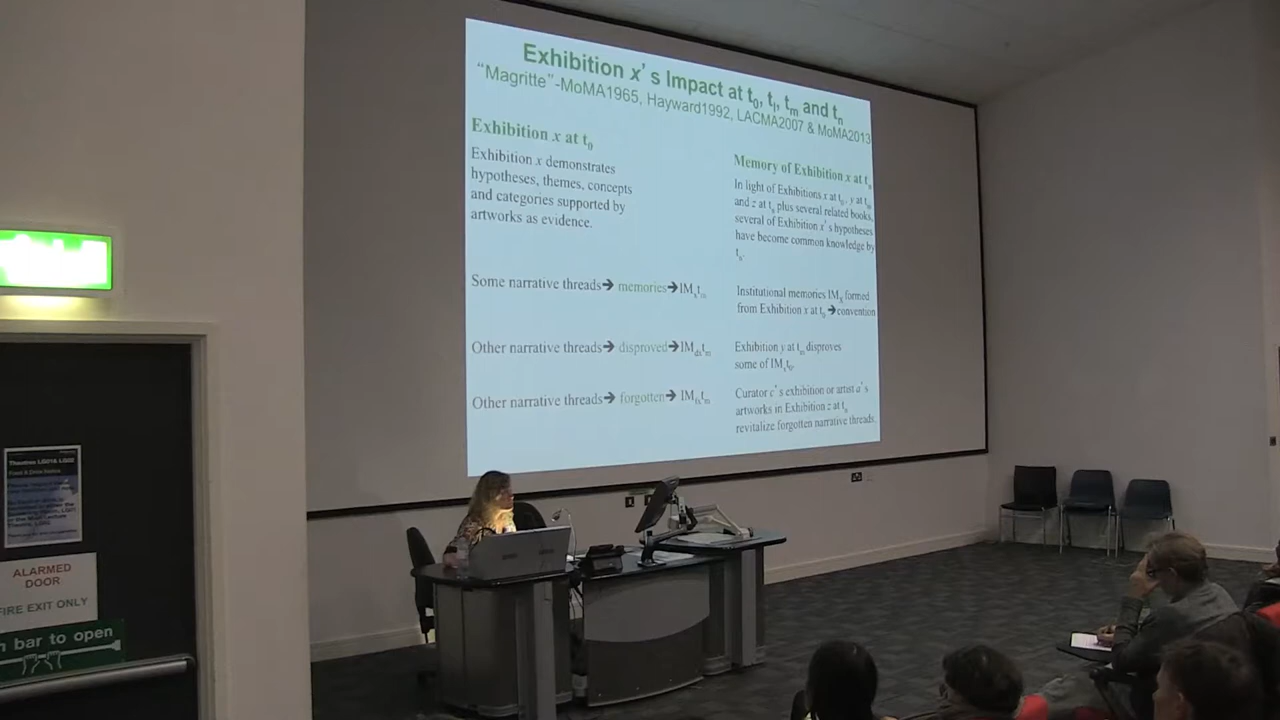 Exhibition x's Impact at t0, ti, tm and tn
"Magritte"-MoMA1965, Hayward1992, LACMA2007 & MoMA2013
Exhibition x at t0
Exhibition x demonstrates
hypotheses, themes, concepts
and categories supported by
artworks as evidence.
Some narrative threads➔ memories➔IMxtm
Other narrative threads➔ disproved➔IMdxtm
Other narrative threads➔ forgotten➔ IMfxtm
Memory of Exhibition x at tn
In light of Exhibitions x at t0, y at tm
and z at tn plus several related books,
several of Exhibition x's hypotheses
have become common knowledge by
tn.
Institutional memories IMx formed
from Exhibition x at t0 ➔convention
Exhibition y at tm disproves
some of IMxt0.
Curator c's exhibition or artist a's
artworks in Exhibition z at tn
revitalize forgotten narrative threads.
Theatres LG01& LG02
ALARMED
DOOR
FIRE EXIT ONLY
bar to open